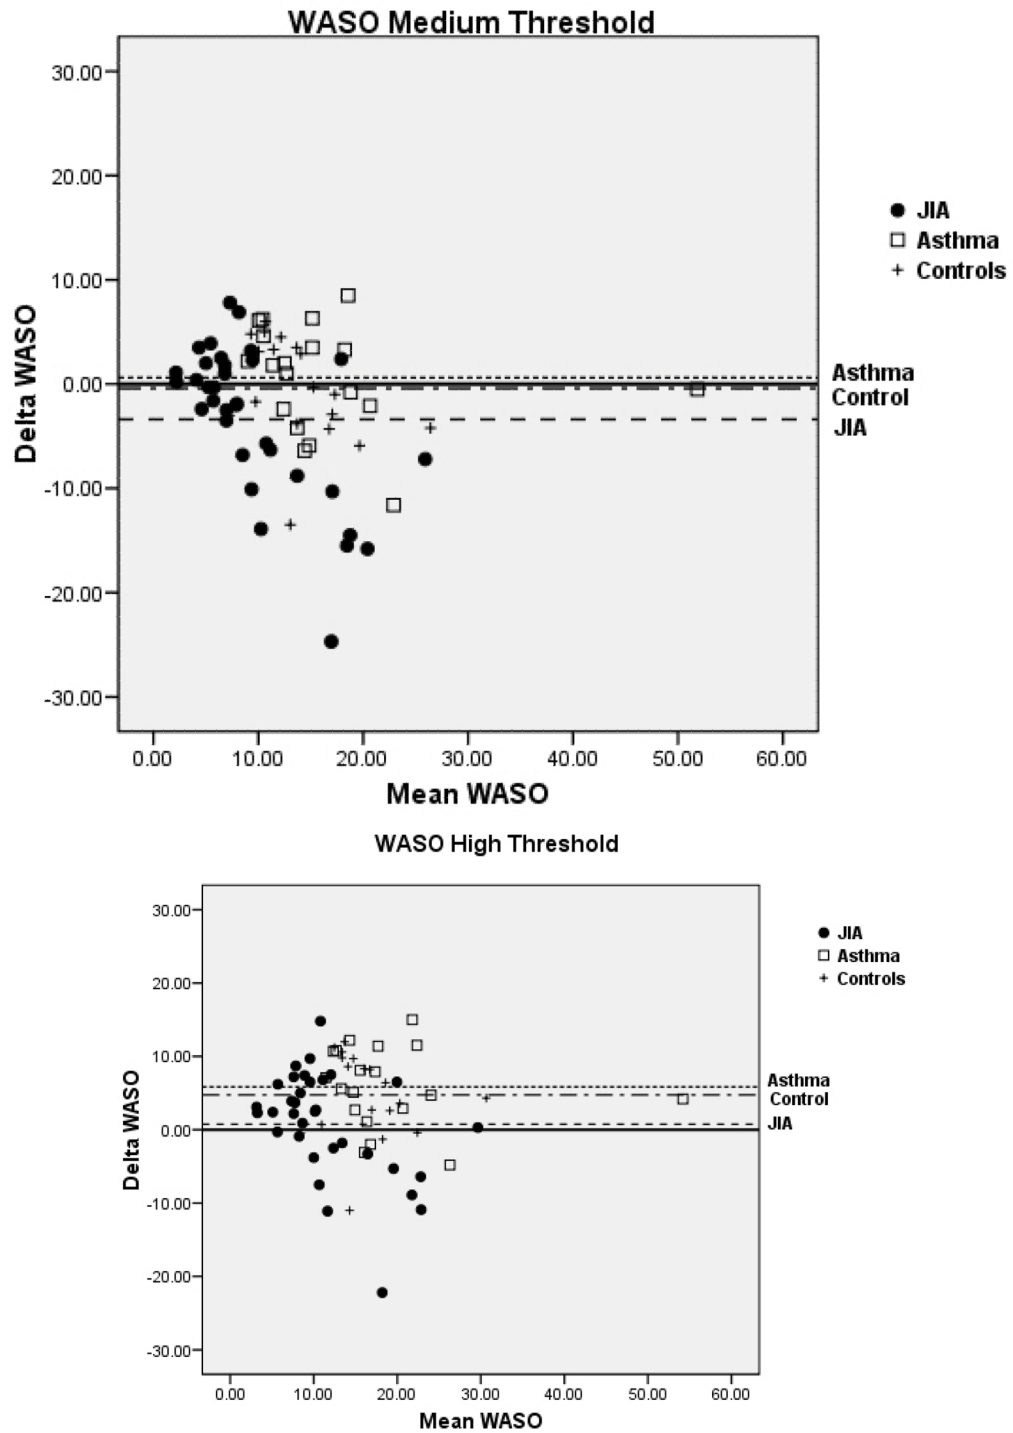 WASO Medium Threshold
30.00
20.00
10.00
0.00
-10.00
-20.00
-30.00
Delta WASO
0.00 10.00 20.00 30.00 40.00 50.00 60.00
Mean WASO
JIA
Asthma
Controls
Asthma
Control
JIA
WASO High Threshold
30.00
20.00
10.00
0.00
-10.00
-20.00
-30.00
Delta WASO
0.00 10.00 20.00 30.00 40.00 50.00 60.00
Mean WASO
JIA
Asthma
Controls
Asthma
Control
JIA